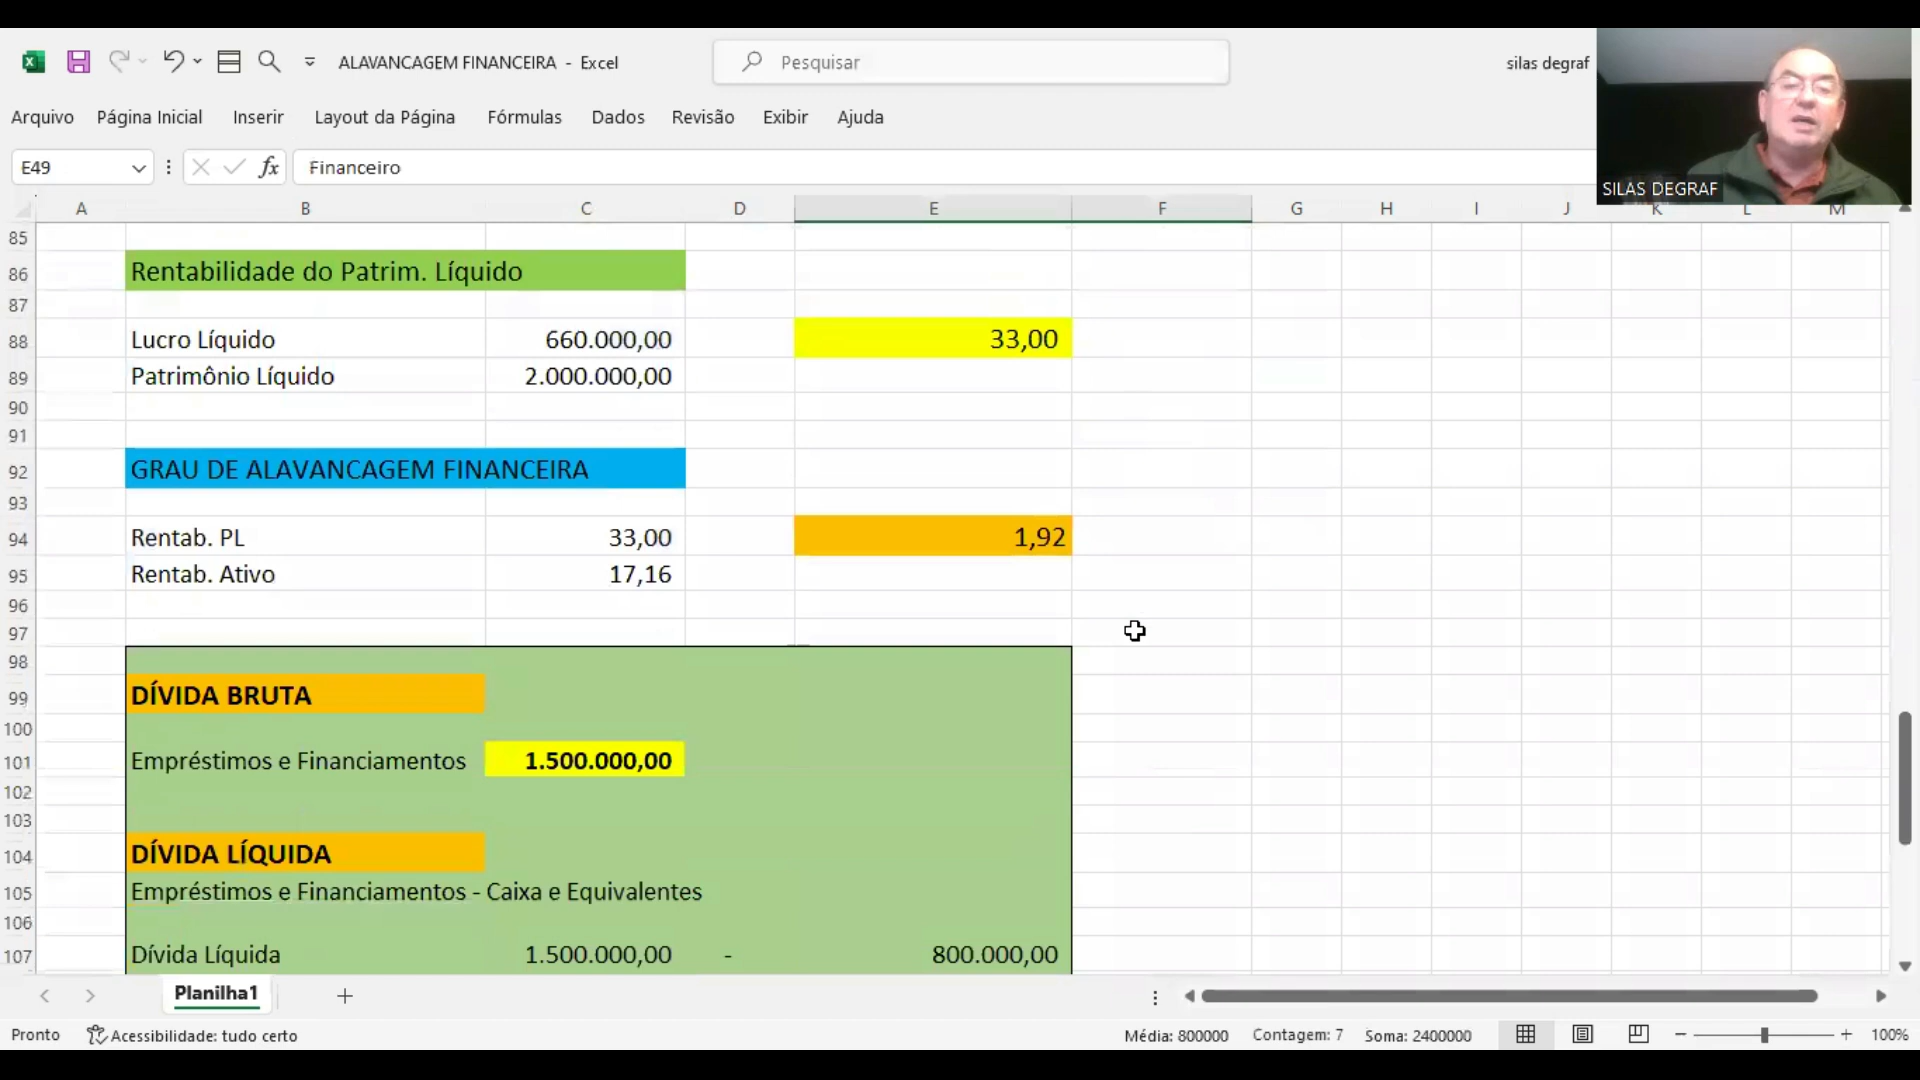 ALAVANCAGEM FINANCEIRA - Excel
Pesquisar
silas degraf
Arquivo Página Inicial Inserir Layout da Página Fórmulas Dados Revisão Exibir Ajuda
E49 fx Financeiro
SILAS DEGRAF
A B C D E F G H I J K L M
85
86 Rentabilidade do Patrim. Líquido
87
88 Lucro Líquido 660.000,00 33,00
89 Patrimônio Líquido 2.000.000,00
90
91
92 GRAU DE ALAVANCAGEM FINANCEIRA
93
94 Rentab. PL 33,00 1,92
95 Rentab. Ativo 17,16
96
97
98
99 DÍVIDA BRUTA
100
101 Empréstimos e Financiamentos 1.500.000,00
102
103
104 DÍVIDA LÍQUIDA
105 Empréstimos e Financiamentos - Caixa e Equivalentes
106
107 Dívida Líquida 1.500.000,00 - 800.000,00
Planilha1
Pronto Acessibilidade: tudo certo Média: 800000 Contagem: 7 Soma: 2400000 100%